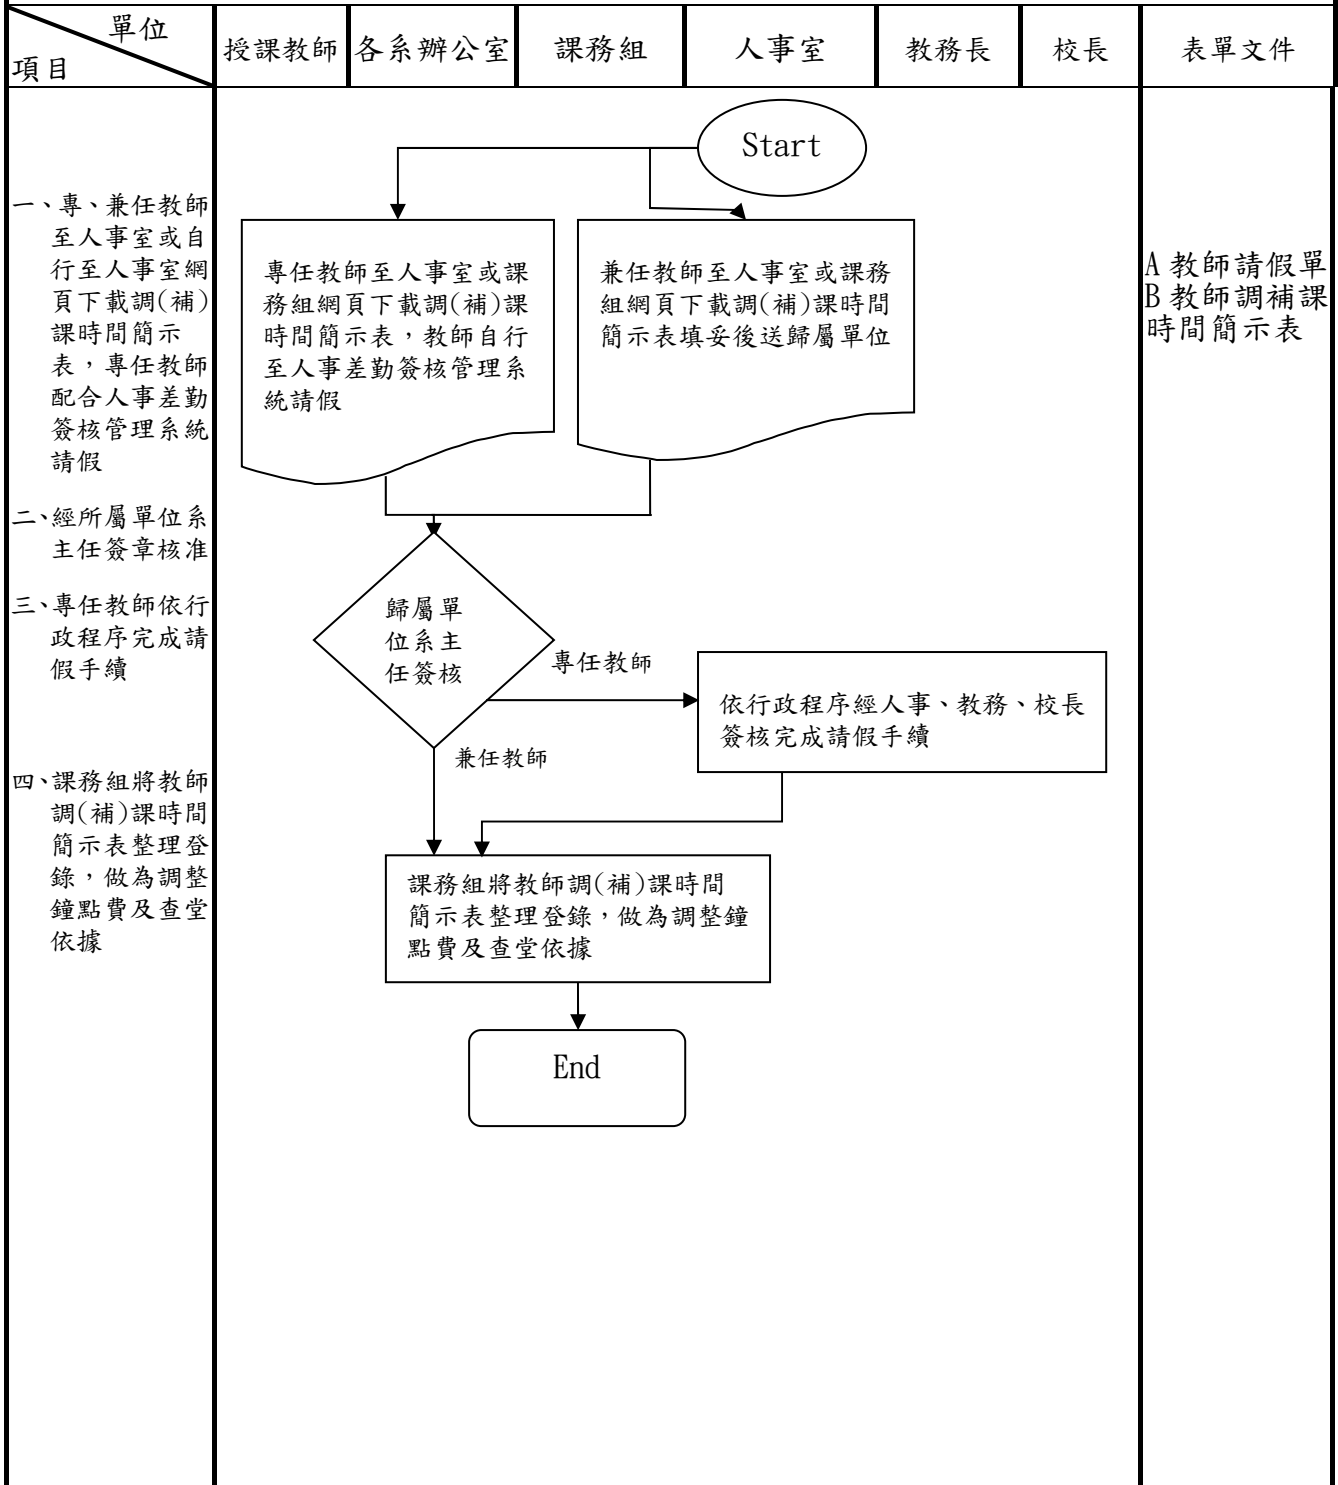 單位
項目
授課教師
各系辦公室
課務組
人事室
教務長
校長
表單文件
一、專、兼任教師
至人事室或自
行至人事室網
頁下載調(補)
課時間簡示
表，專任教師
配合人事差勤
簽核管理系統
請假
二、經所屬單位系
主任簽章核准
三、專任教師依行
政程序完成請
假手續
四、課務組將教師
調(補)課時間
簡示表整理登
錄，做為調整
鐘點費及查堂
依據
Start
專任教師至人事室或課
務組網頁下載調(補)課
時間簡示表，教師自行
至人事差勤簽核管理系
統請假
兼任教師至人事室或課務
組網頁下載調(補)課時間
簡示表填妥後送歸屬單位
歸屬單
位系主
任簽核
專任教師
依行政程序經人事、教務、校長
簽核完成請假手續
兼任教師
課務組將教師調(補)課時間
簡示表整理登錄，做為調整鐘
點費及查堂依據
End
A 教師請假單
B 教師調補課
時間簡示表